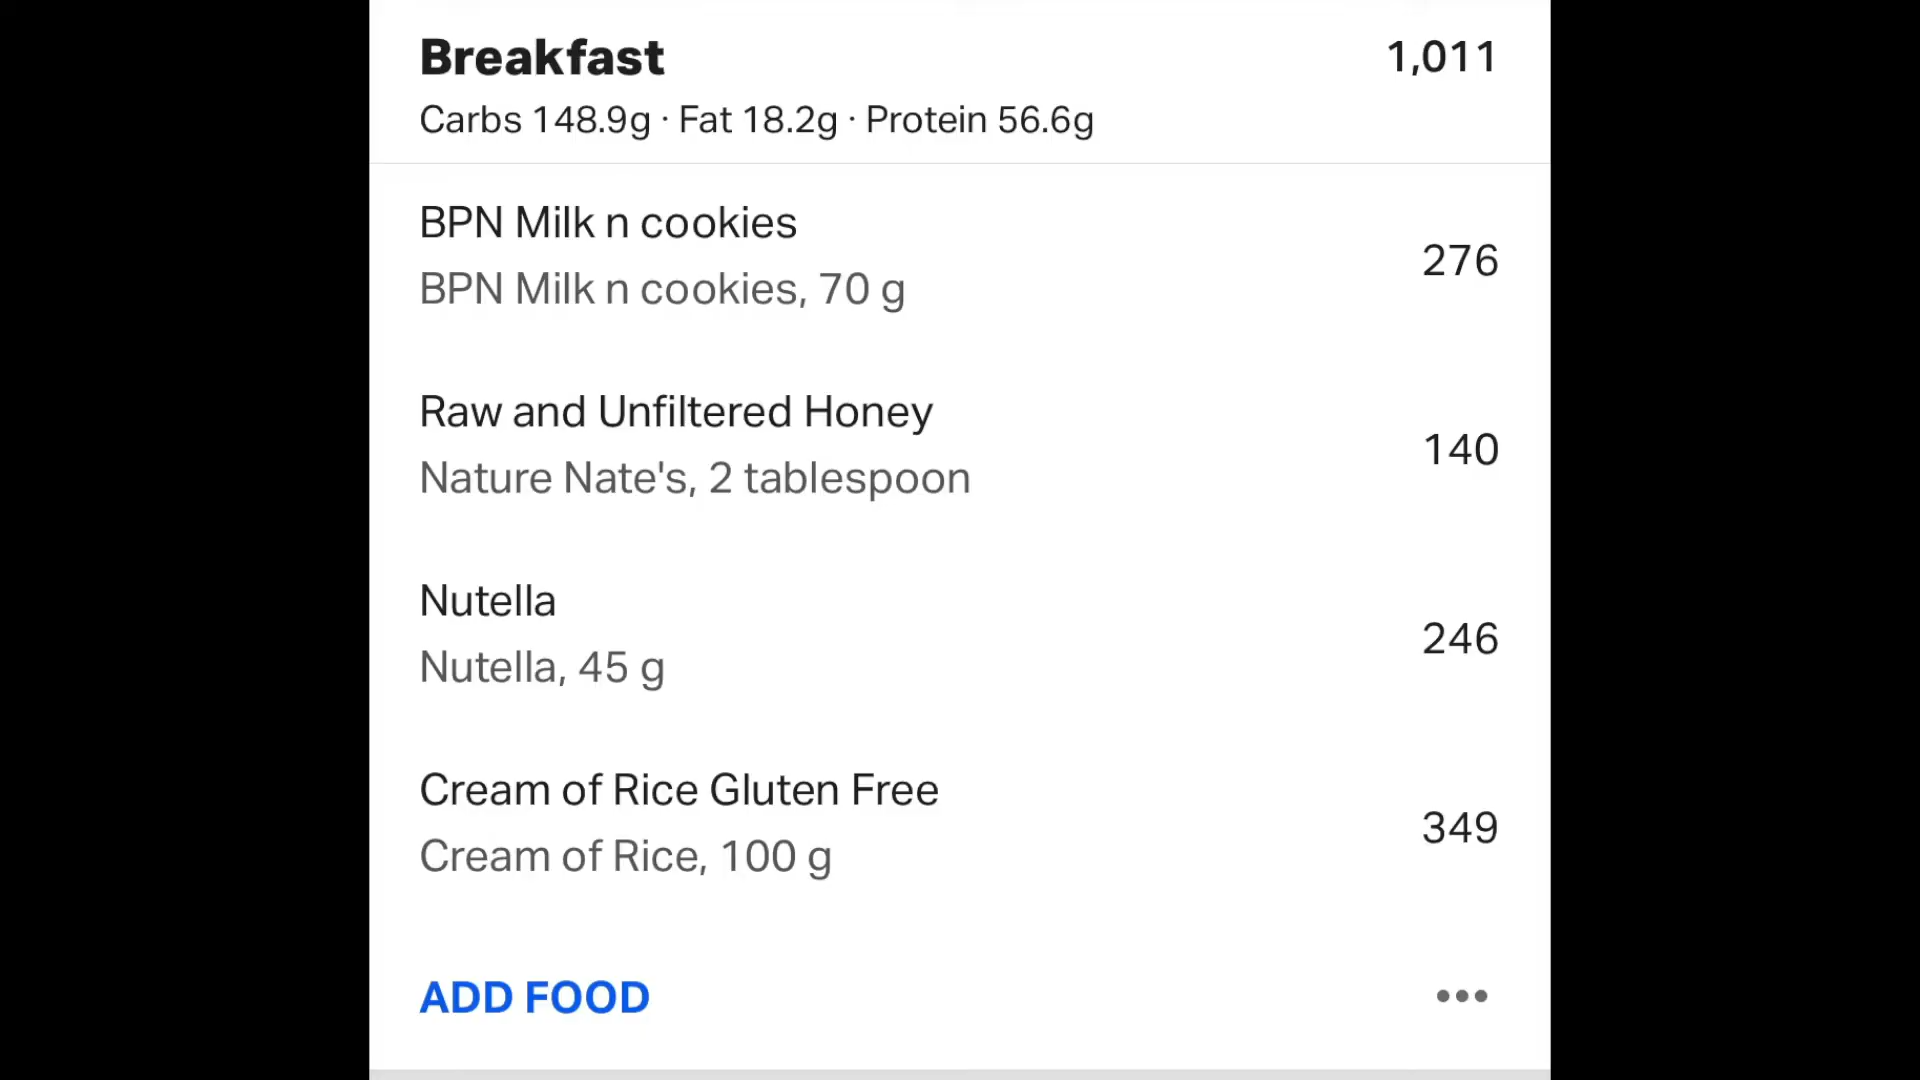 Breakfast 1,011
Carbs 148.9g · Fat 18.2g · Protein 56.6g
BPN Milk n cookies
276
BPN Milk n cookies, 70 g
Raw and Unfiltered Honey
140
Nature Nate's, 2 tablespoon
Nutella
246
Nutella, 45 g
Cream of Rice Gluten Free
349
Cream of Rice, 100 g
ADD FOOD